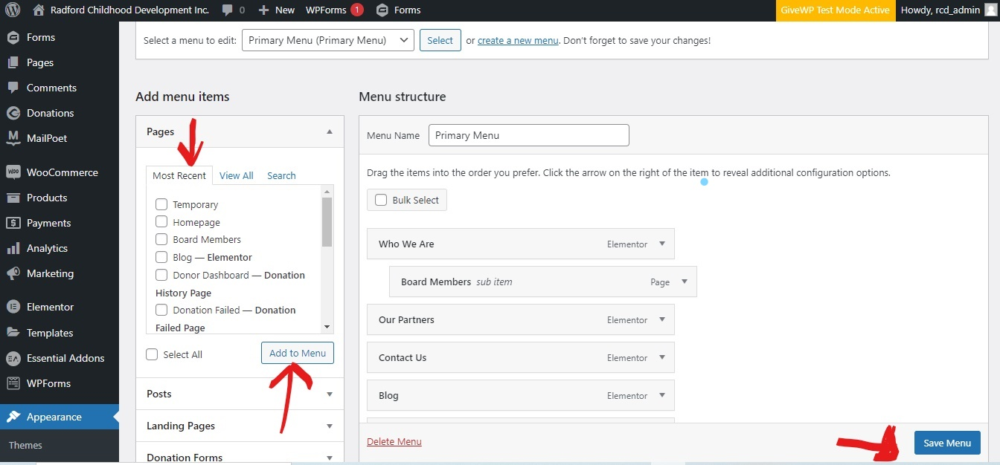 Radford Childhood Development Inc. 0 New WPForms 1 Forms GiveWP Test Mode Active Howdy, rcd_admin
Forms
Pages
Comments
Donations
MailPoet
WooCommerce
Products
Payments
Analytics
Marketing
Elementor
Templates
Essential Addons
WPForms
Appearance
Themes
Select a menu to edit: Primary Menu (Primary Menu) Select or create a new menu. Don't forget to save your changes!
Add menu items
Pages
Most Recent View All Search
Temporary
Homepage
Board Members
Blog — Elementor
Donor Dashboard — Donation
History Page
Donation Failed — Donation
Failed Page
Select All Add to Menu
Posts
Landing Pages
Donation Forms
Menu structure
Menu Name Primary Menu
Drag the items into the order you prefer. Click the arrow on the right of the item to reveal additional configuration options.
Bulk Select
Who We Are Elementor
Board Members sub item Page
Our Partners Elementor
Contact Us Elementor
Blog Elementor
Delete Menu Save Menu